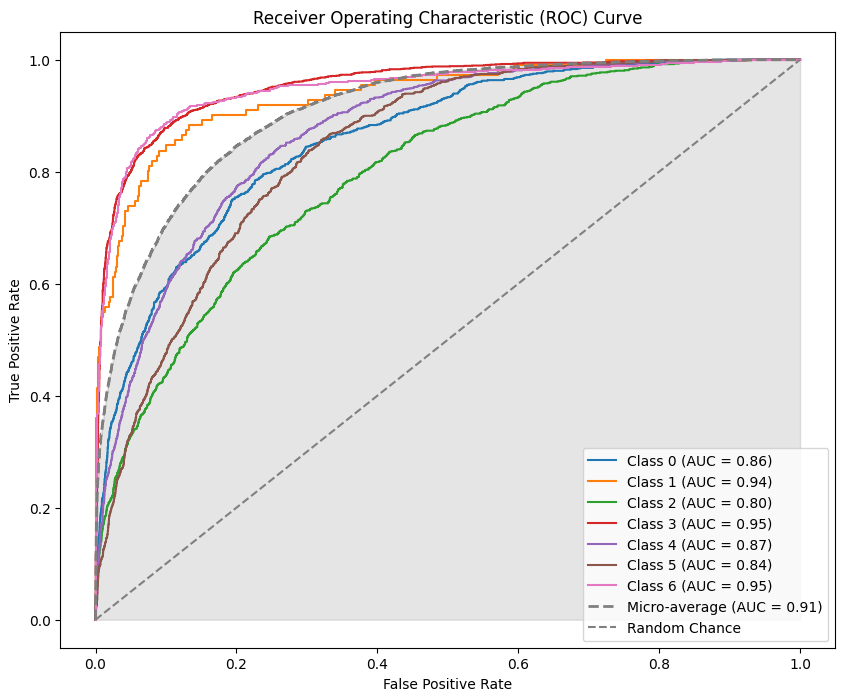 Receiver Operating Characteristic (ROC) Curve
True Positive Rate
1.0
0.8
0.6
0.4
0.2
0.0
0.0 0.2 0.4 0.6 0.8 1.0
False Positive Rate
Class 0 (AUC = 0.86)
Class 1 (AUC = 0.94)
Class 2 (AUC = 0.80)
Class 3 (AUC = 0.95)
Class 4 (AUC = 0.87)
Class 5 (AUC = 0.84)
Class 6 (AUC = 0.95)
Micro-average (AUC = 0.91)
Random Chance